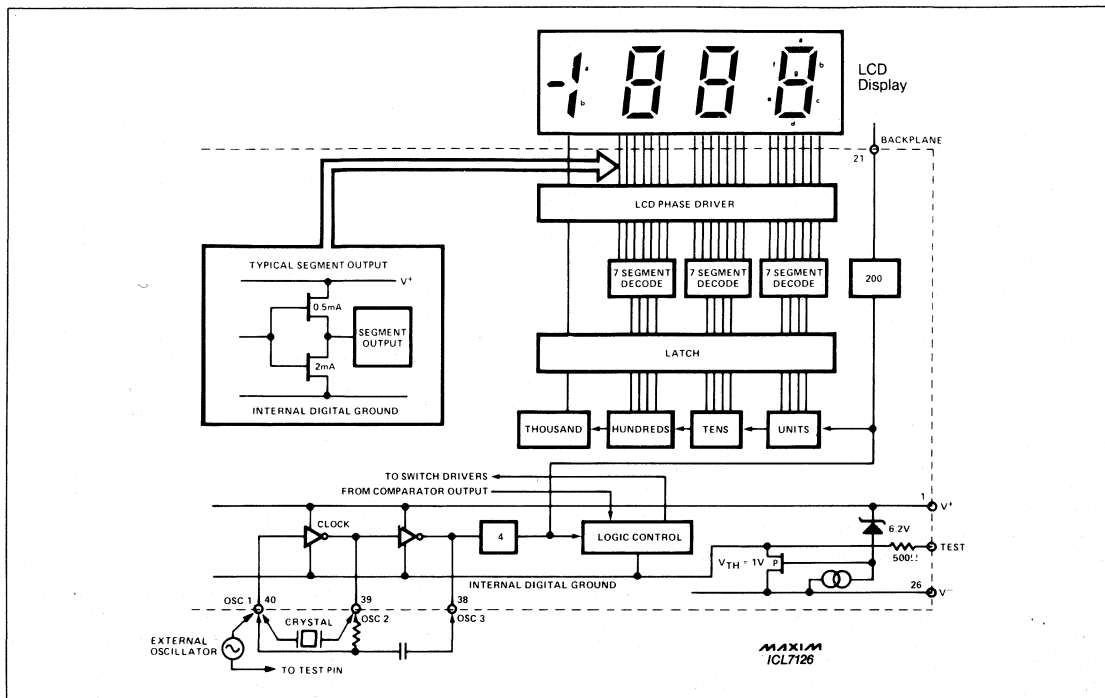 a
f b
g
e c
d
a
b
LCD
Display
BACKPLANE
21
LCD PHASE DRIVER
TYPICAL SEGMENT OUTPUT
V⁺
0.5mA
SEGMENT
OUTPUT
2mA
INTERNAL DIGITAL GROUND
7 SEGMENT
DECODE
7 SEGMENT
DECODE
7 SEGMENT
DECODE
200
LATCH
THOUSAND
HUNDREDS
TENS
UNITS
TO SWITCH DRIVERS
FROM COMPARATOR OUTPUT
1
V⁺
CLOCK
4
LOGIC CONTROL
6.2V
TEST
500Ω
V_TH = 1V
P
INTERNAL DIGITAL GROUND
26
V⁻
OSC 1
40
39
OSC 2
38
OSC 3
CRYSTAL
EXTERNAL
OSCILLATOR
TO TEST PIN
MAXIM
ICL7126